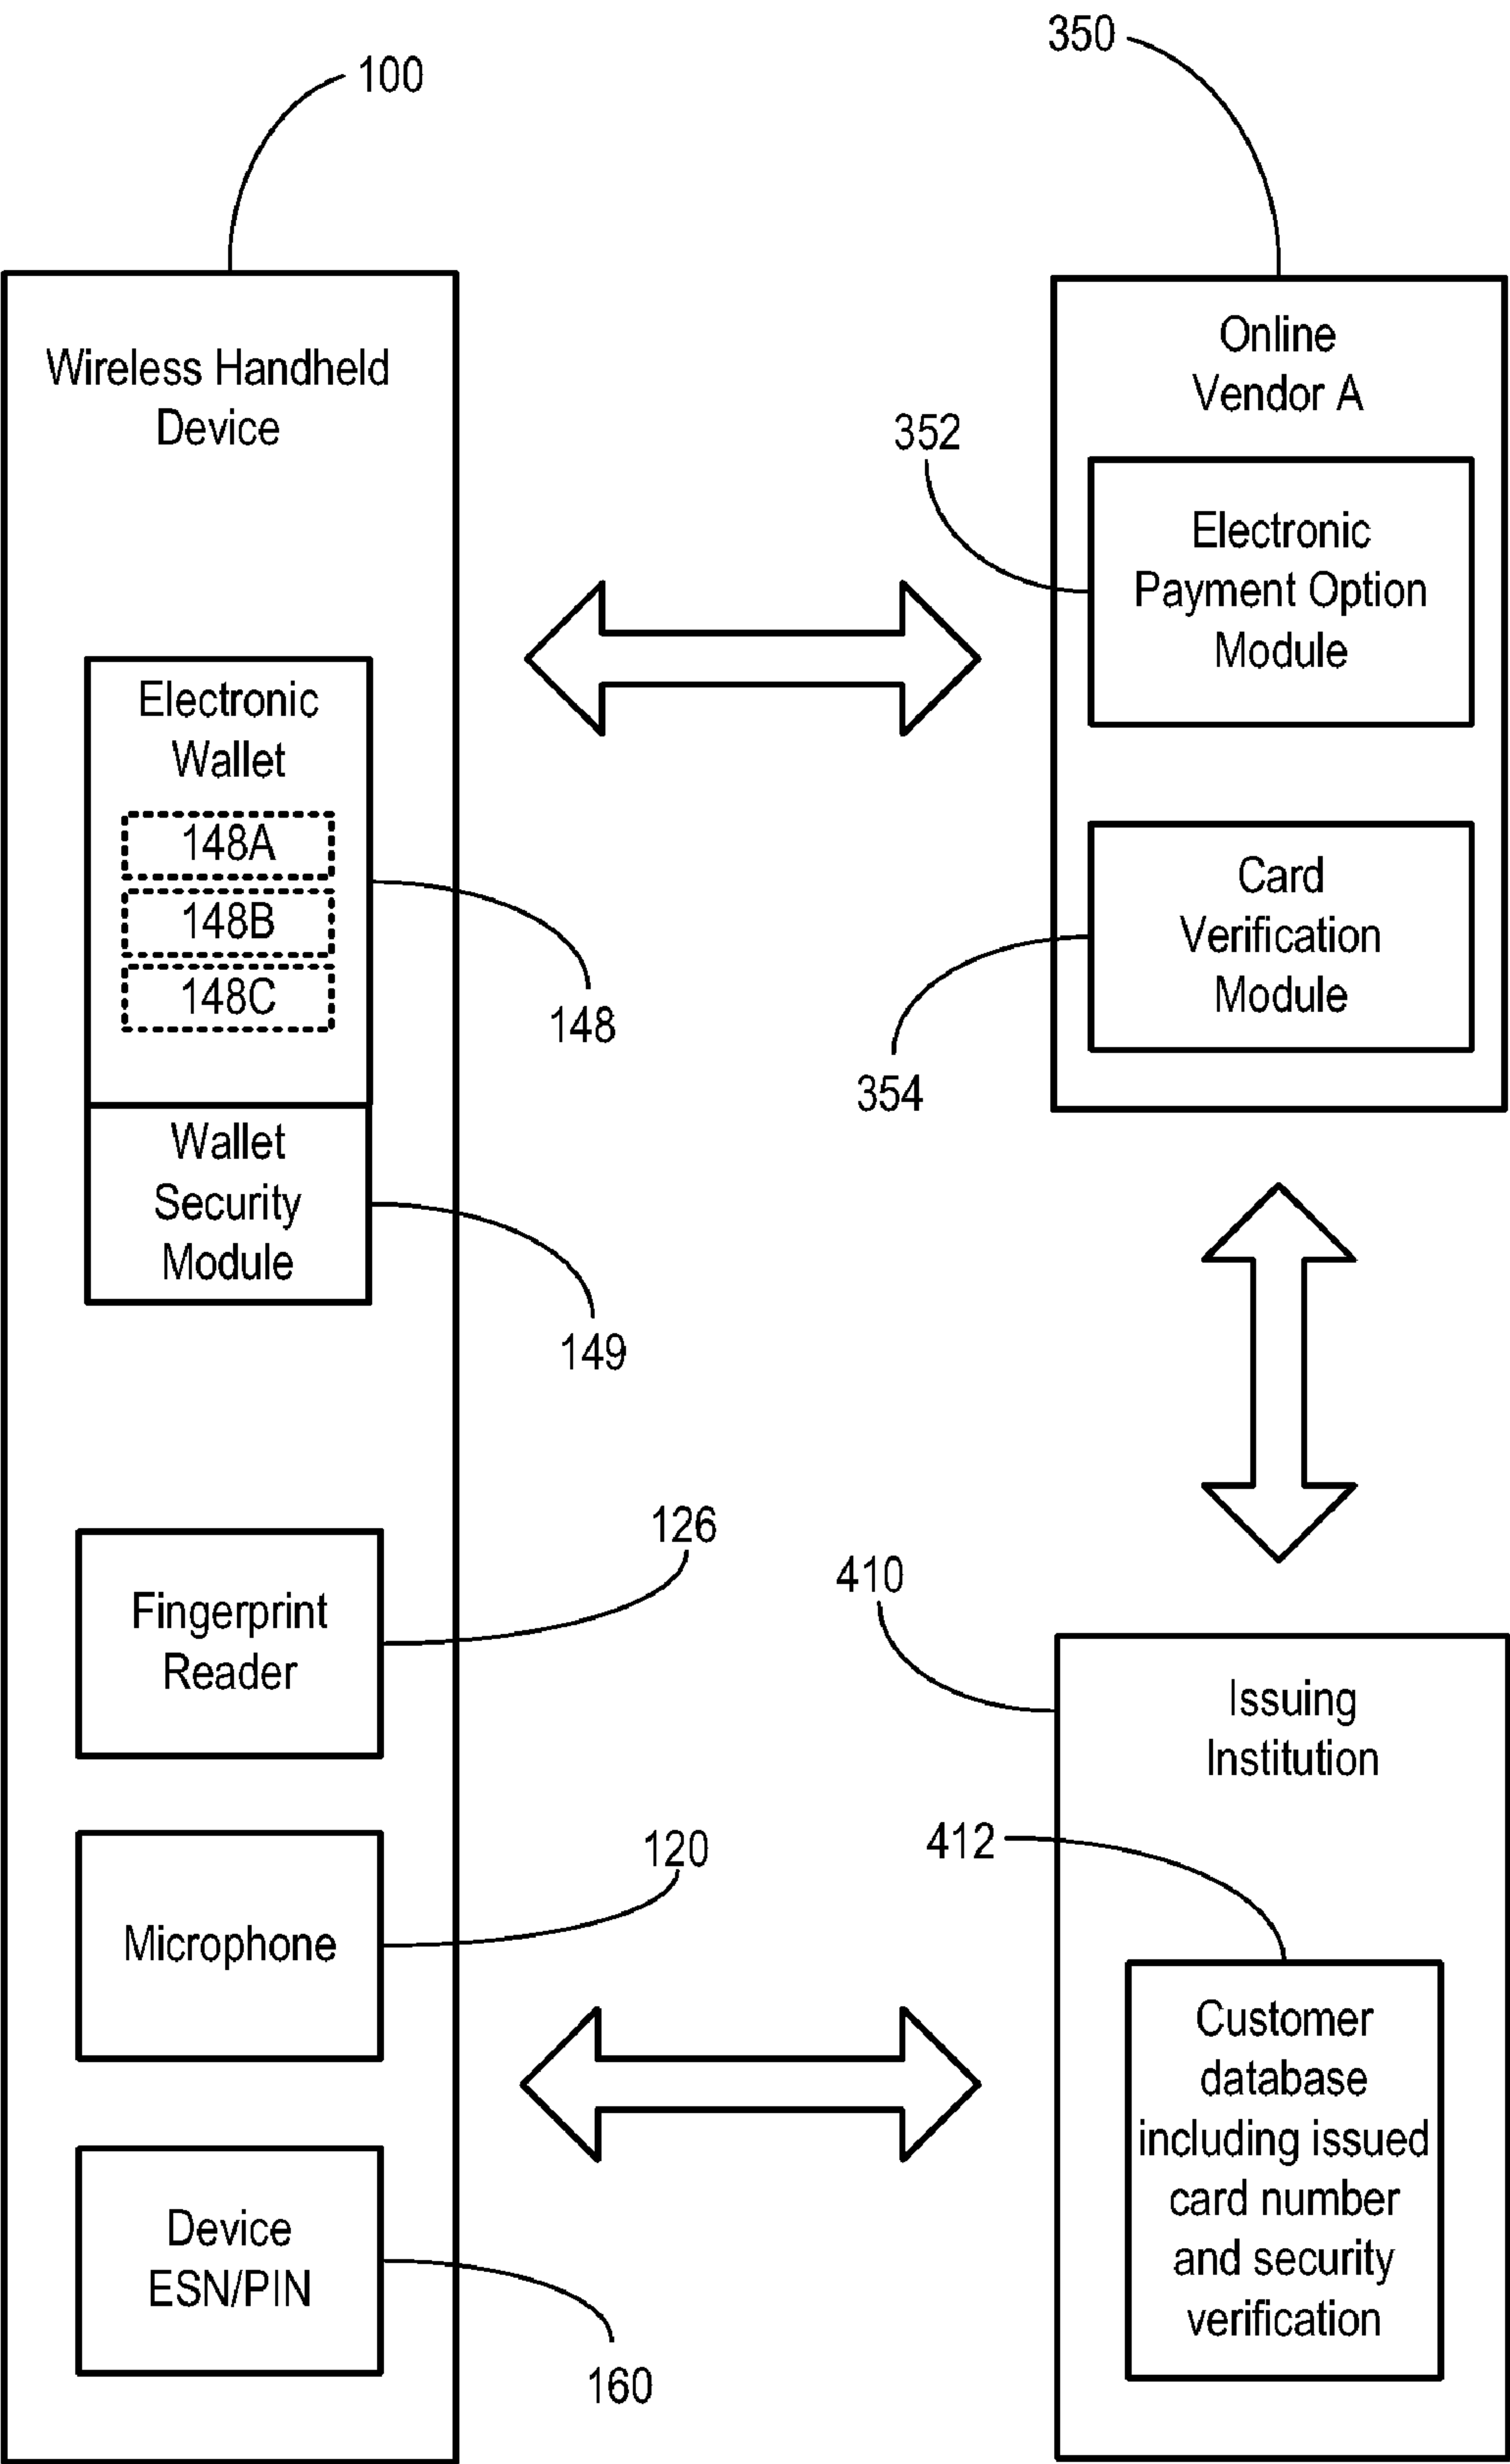 100
350
Wireless Handheld
Device
Electronic
Wallet
148A
148B
148C
148
Wallet
Security
Module
149
Fingerprint
Reader
126
Microphone
120
Device
ESN/PIN
160
Online
Vendor A
352
Electronic
Payment Option
Module
Card
Verification
Module
354
410
Issuing
Institution
412
Customer
database
including issued
card number
and security
verification